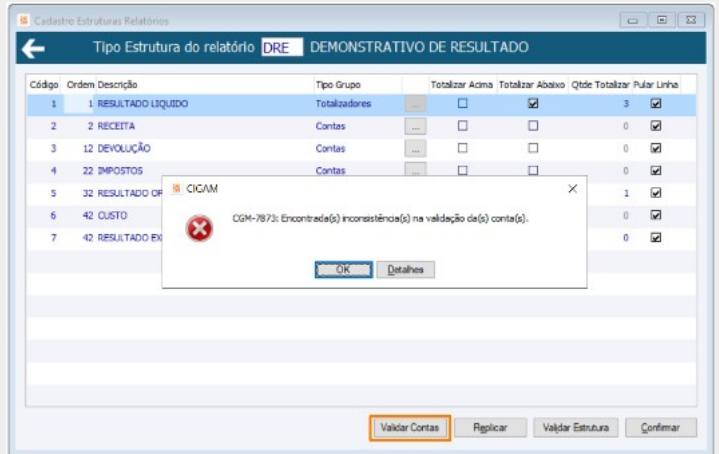 Cadastro Estruturas Relatórios
Tipo Estrutura do relatório DRE DEMONSTRATIVO DE RESULTADO
Código Ordem Descrição Tipo Grupo Totalizar Acima Totalizar Abaixo Qtde Totalizar Pular Linha
1 1 RESULTADO LIQUIDO Totalizadores ... 3
2 2 RECEITA Contas ... 0
3 12 DEVOLUÇÃO Contas ... 0
4 22 IMPOSTOS Contas ... 0
5 32 RESULTADO OP 1
6 42 CUSTO 0
7 42 RESULTADO EX 0
CIGAM
CGM-7873: Encontrada(s) inconsistência(s) na validação da(s) conta(s).
OK Detalhes
Validar Contas Replicar Validar Estrutura Confirmar